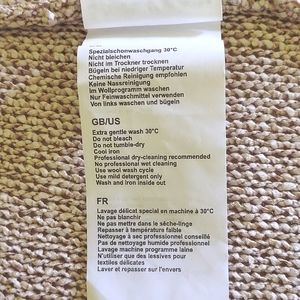 Spezialschonwaschgang 30°C
Nicht bleichen
Nicht im Trockner trocknen
Bügeln bei niedriger Temperatur
Chemische Reinigung empfohlen
Keine Nassreinigung
Im Wollprogramm waschen
Nur Feinwaschmittel verwenden
Von links waschen und bügeln
GB/US
Extra gentle wash 30°C
Do not bleach
Do not tumble-dry
Cool iron
Professional dry-cleaning recommended
No professional wet cleaning
Use wool wash cycle
Use mild detergent only
Wash and iron inside out
FR
Lavage délicat special en machine à 30°C
Ne pas blanchir
Ne pas mettre dans le sèche-linge
Repasser à température faible
Nettoyage à sec professionnel conseillé
Pas de nettoyage humide professionnel
Lavage machine programme laine
N'utiliser que des lessives pour
textiles délicates
Laver et repasser sur l'envers